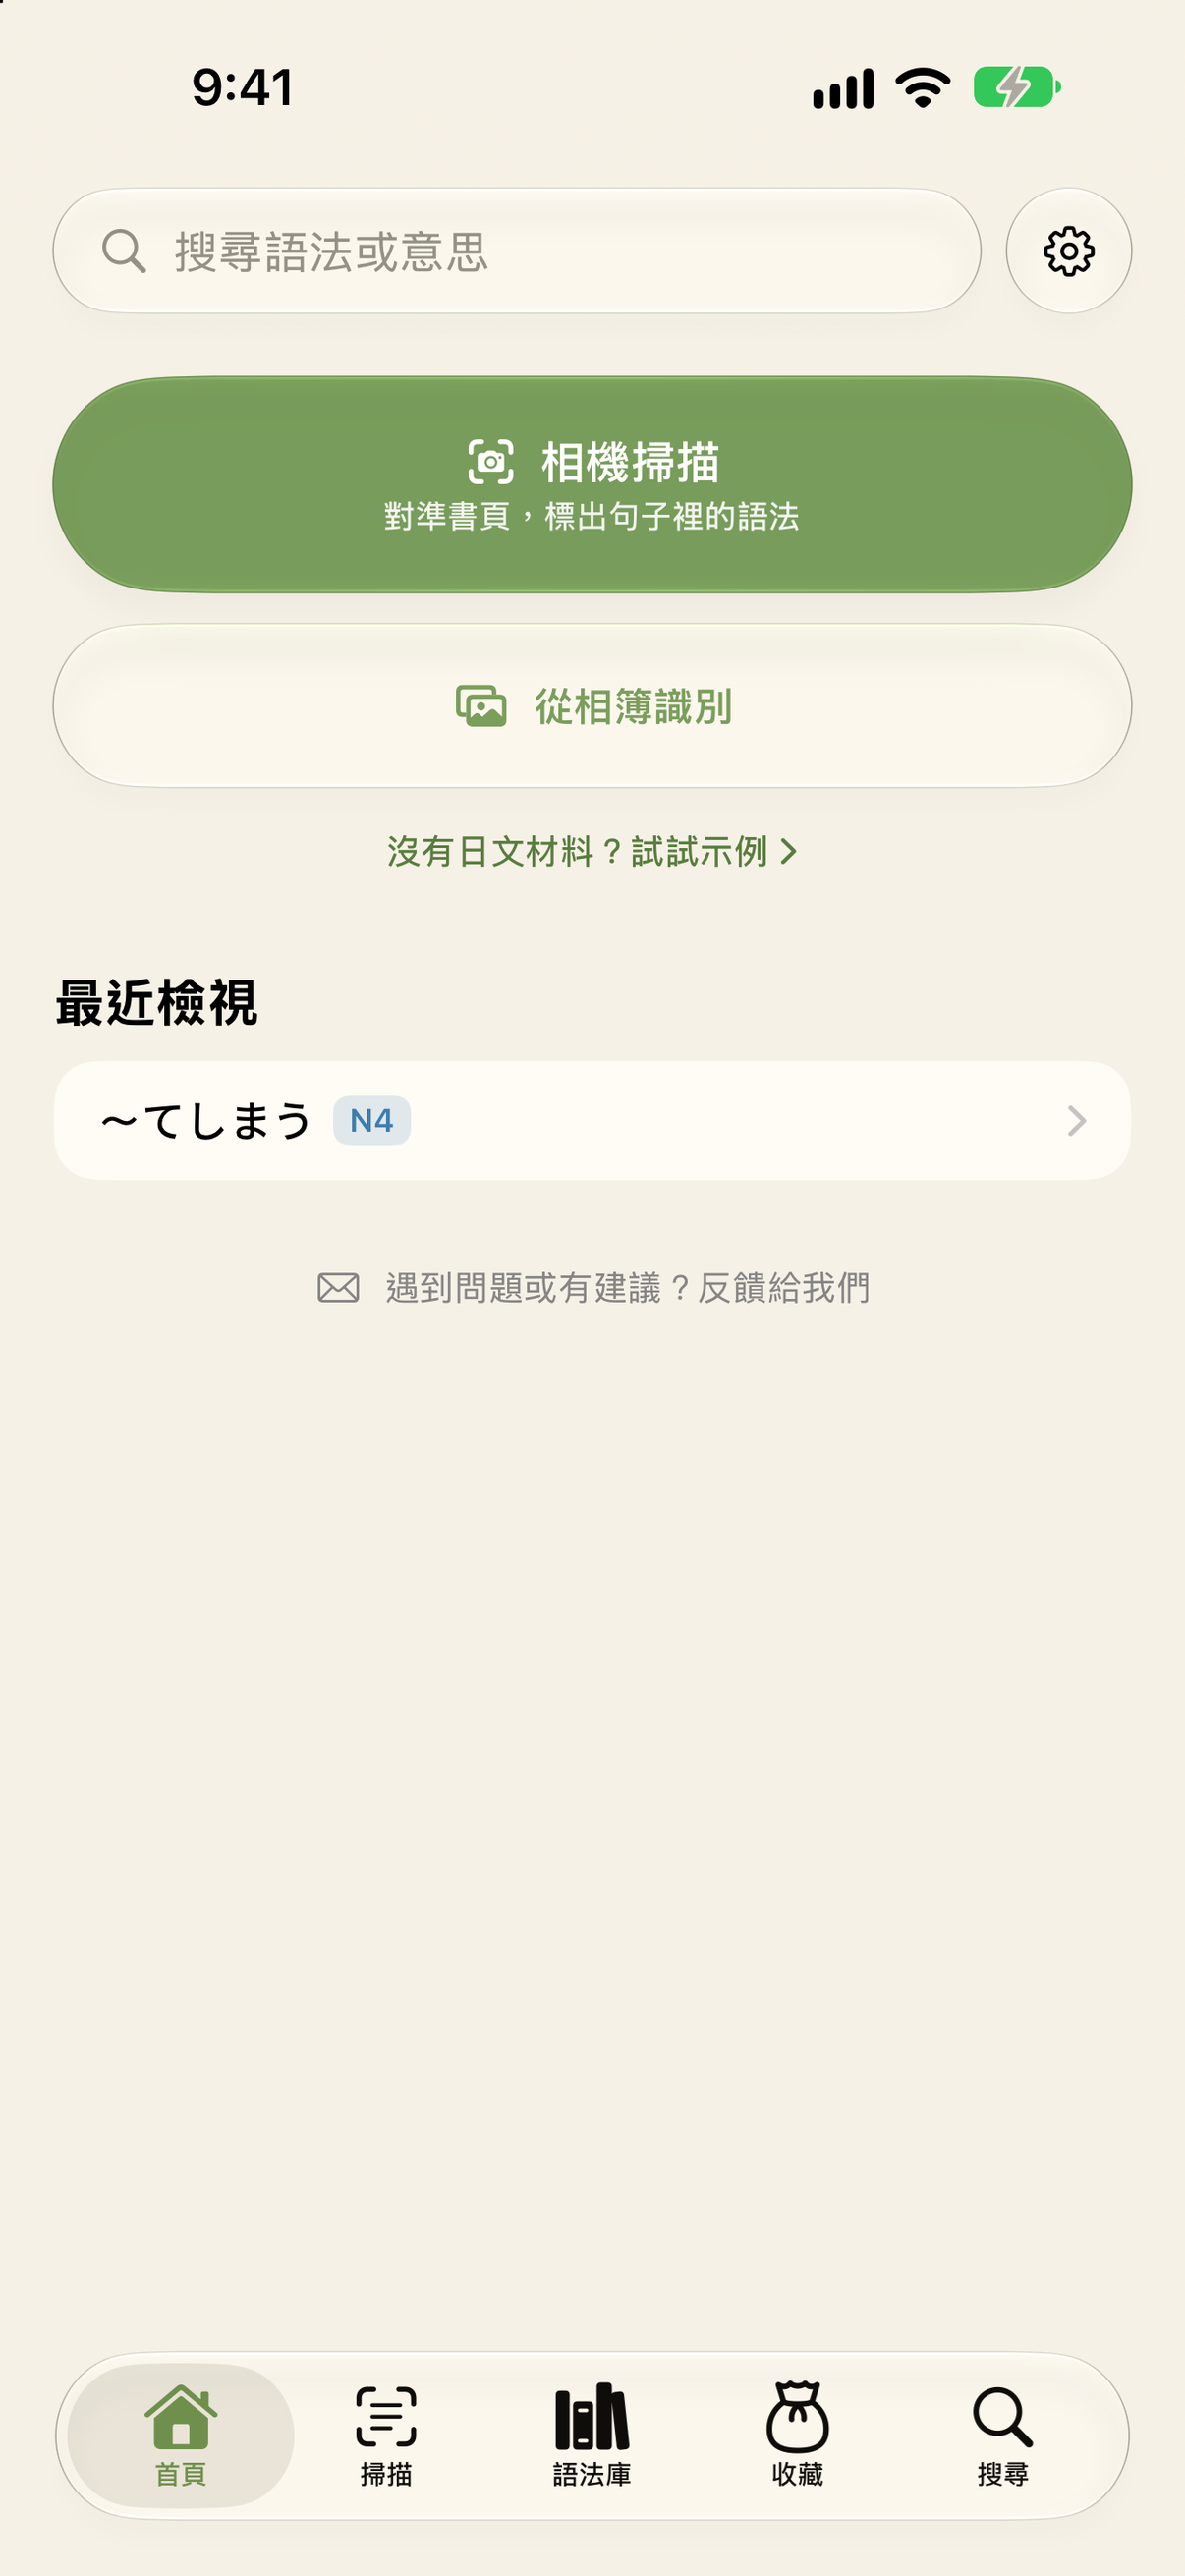 9:41
搜尋語法或意思
相機掃描
對準書頁，標出句子裡的語法
從相簿識別
沒有日文材料？試試示例
最近檢視
～てしまう N4
遇到問題或有建議？反饋給我們
首頁 掃描 語法庫 收藏 搜尋